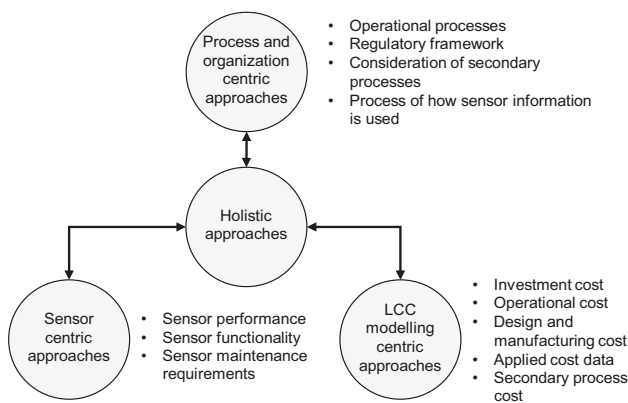 Process and
organization
centric
approaches
• Operational processes
• Regulatory framework
• Consideration of secondary
processes
• Process of how sensor information
is used
Holistic
approaches
Sensor
centric
approaches
• Sensor performance
• Sensor functionality
• Sensor maintenance
requirements
LCC
modelling
centric
approaches
• Investment cost
• Operational cost
• Design and
manufacturing cost
• Applied cost data
• Secondary process
cost